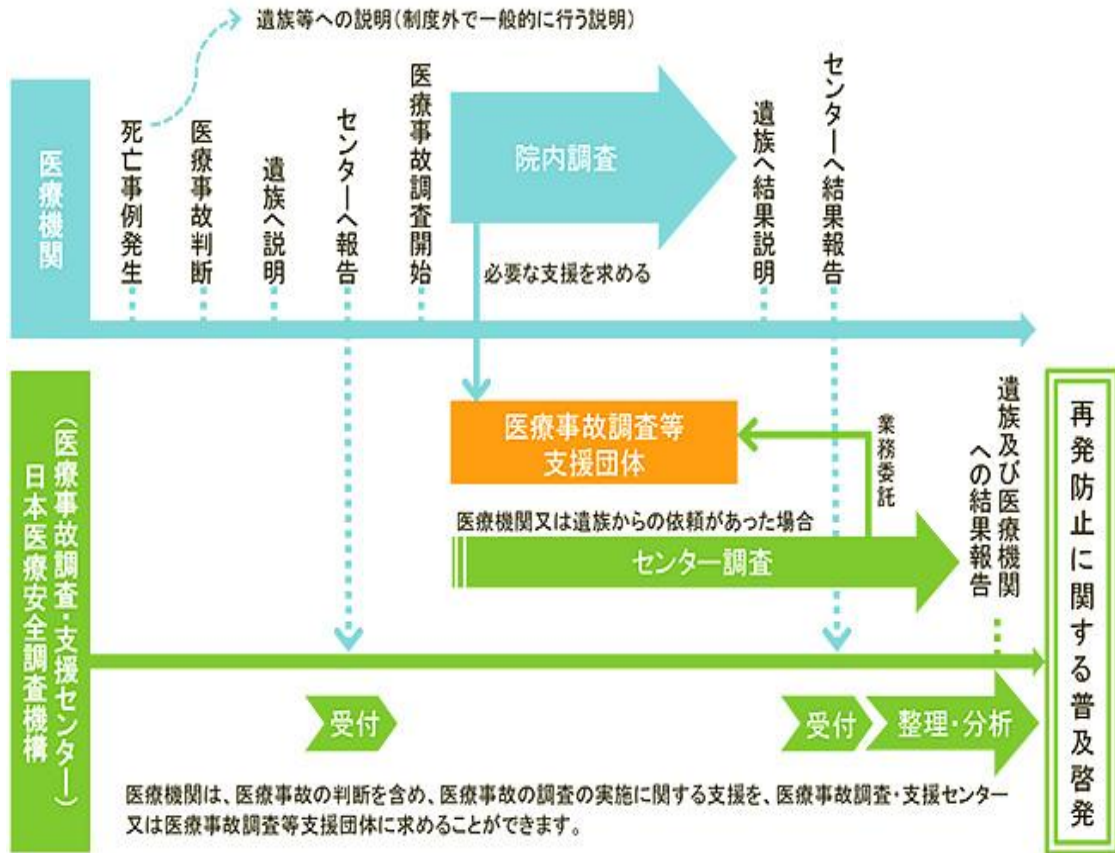 遺族等への説明(制度外で一般的に行う説明)
医療機関
死亡事例発生
医療事故判断
遺族へ説明
センターへ報告
医療事故調査開始
院内調査
遺族へ結果説明
センターへ結果報告
必要な支援を求める
(医療事故調査・支援センター)
日本医療安全調査機構
医療事故調査等
支援団体
業務委託
医療機関又は遺族からの依頼があった場合
センター調査
遺族及び医療機関
への結果報告
再発防止に関する普及啓発
受付
受付
整理・分析
医療機関は、医療事故の判断を含め、医療事故の調査の実施に関する支援を、医療事故調査・支援センター
又は医療事故調査等支援団体に求めることができます。